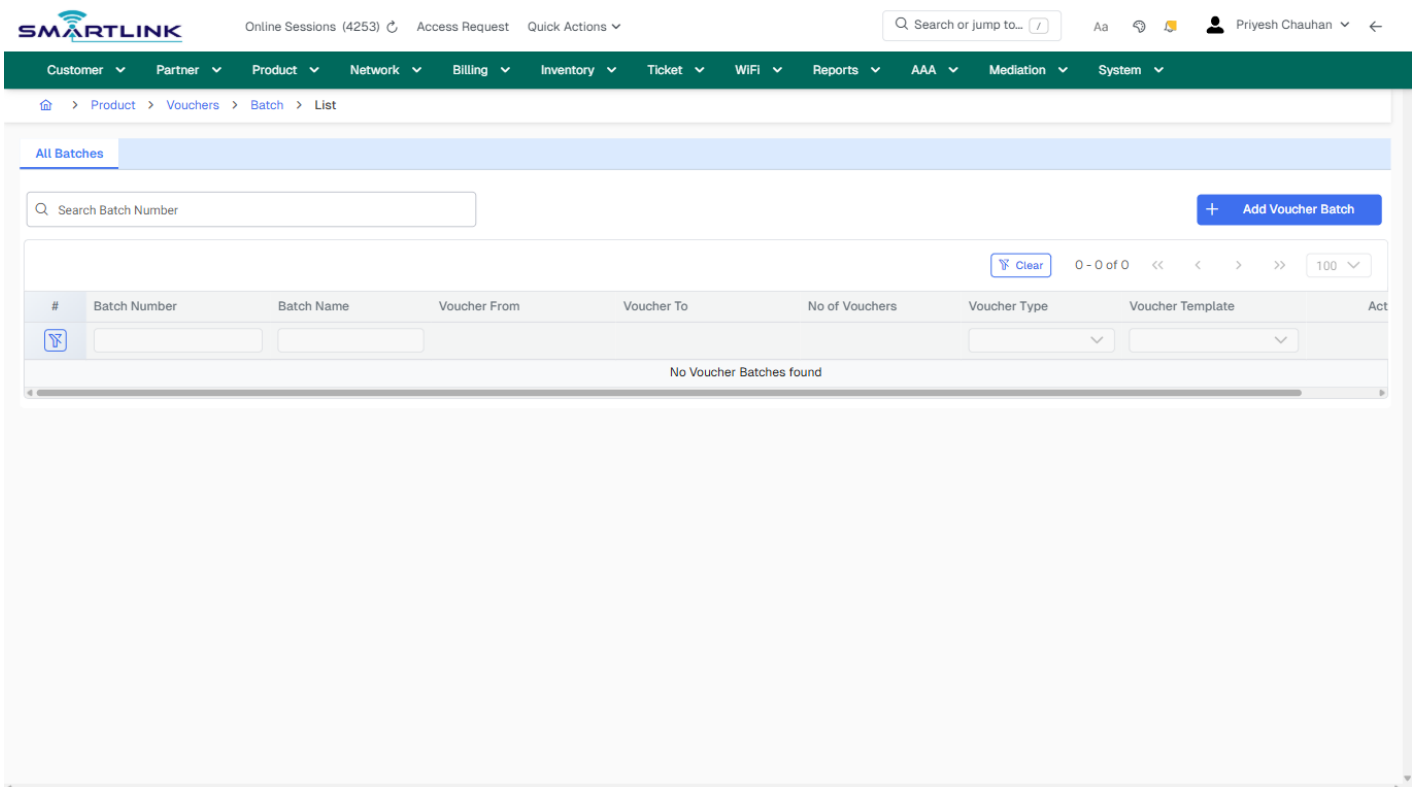 SMARTLINK Online Sessions (4253) Access Request Quick Actions Search or jump to... / Aa Priyesh Chauhan
Customer Partner Product Network Billing Inventory Ticket WiFi Reports AAA Mediation System
> Product > Vouchers > Batch > List
All Batches
Search Batch Number + Add Voucher Batch
Clear 0 - 0 of 0 << < > >> 100
# Batch Number Batch Name Voucher From Voucher To No of Vouchers Voucher Type Voucher Template Act
No Voucher Batches found